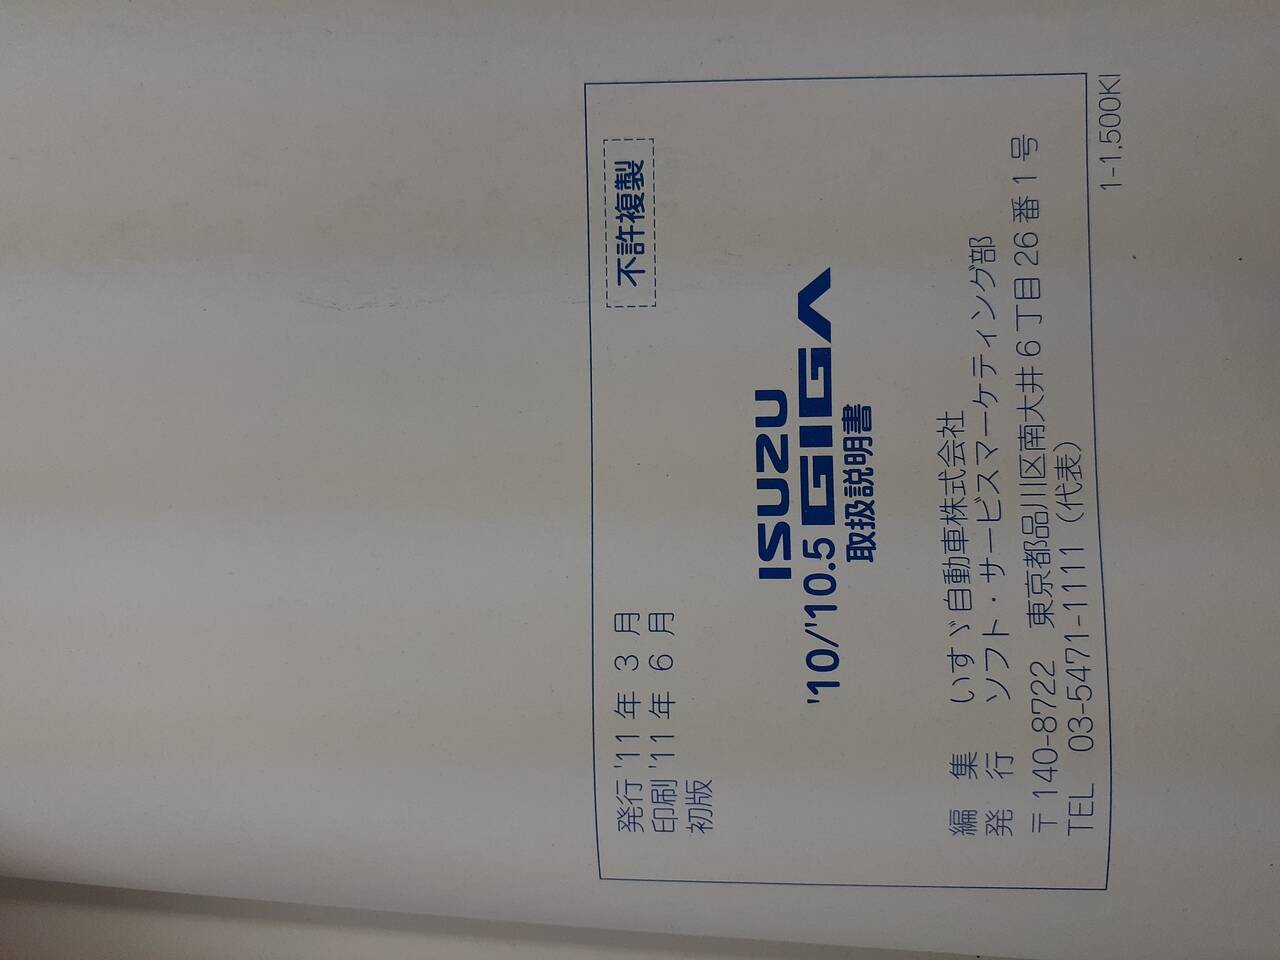 発行 '11 年 3 月
不許複製
印刷 '11 年 6 月
初版
ISUZU
'10/'10.5 GIGA
取扱説明書
編 集 いすゞ自動車株式会社
発 行 ソフト・サービスマーケティング部
〒140-8722 東京都品川区南大井 6 丁目 26 番 1 号
TEL 03-5471-1111（代表）
1-1,500KI